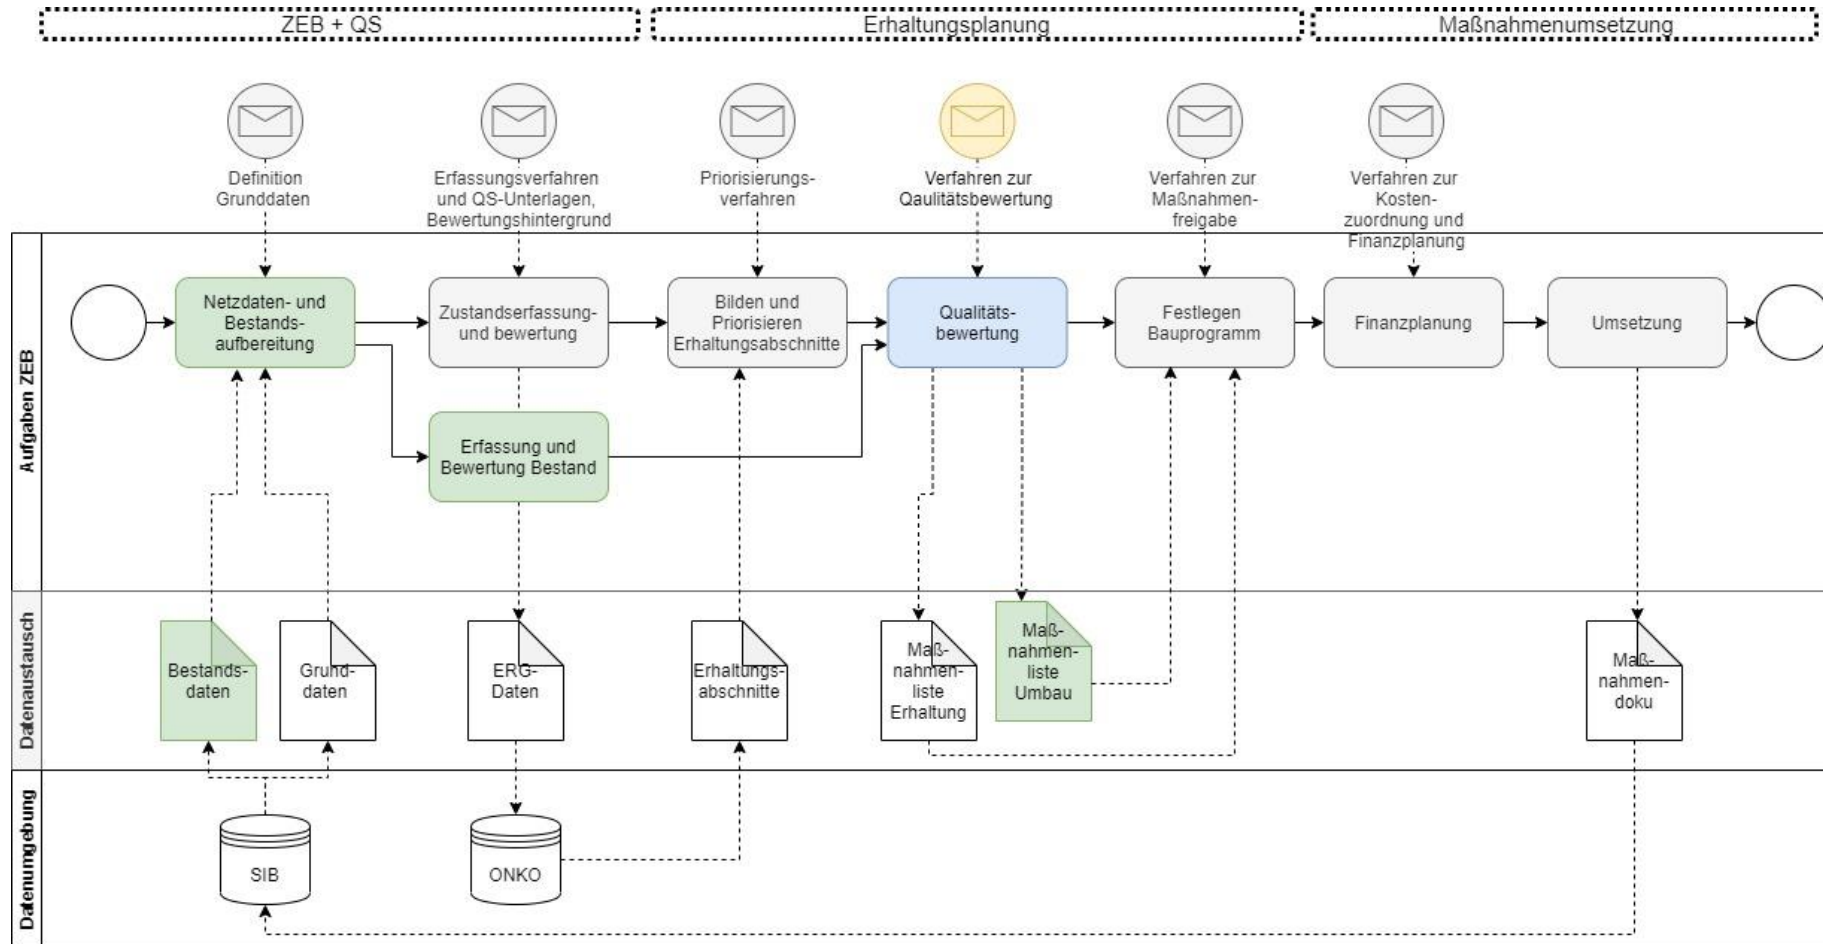 ZEB + QS
Erhaltungsplanung
Maßnahmenumsetzung
Definition
Grunddaten
Erfassungsverfahren
und QS-Unterlagen,
Bewertungshintergrund
Priorisierungs-
verfahren
Verfahren zur
Qaulitätsbewertung
Verfahren zur
Maßnahmen-
freigabe
Verfahren zur
Kosten-
zuordnung und
Finanzplanung
Aufgaben ZEB
Netzdaten- und
Bestands-
aufbereitung
Zustandserfassung-
und bewertung
Bilden und
Priorisieren
Erhaltungsabschnitte
Qualitäts-
bewertung
Festlegen
Bauprogramm
Finanzplanung
Umsetzung
Erfassung und
Bewertung Bestand
Datenaustausch
Bestands-
daten
Grund-
daten
ERG-
Daten
Erhaltungs-
abschnitte
Maß-
nahmen-
liste
Erhaltung
Maß-
nahmen-
liste
Umbau
Maß-
nahmen-
doku
Datenumgebung
SIB
ONKO